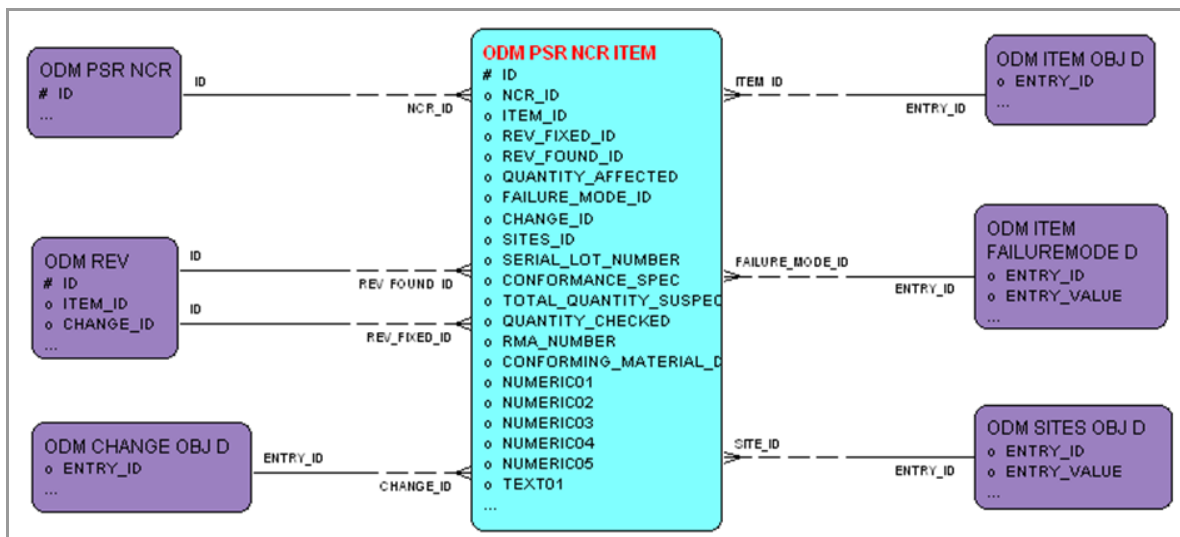 ODM PSR NCR
# ID
...
ID
NCR_ID
ODM REV
# ID
o ITEM_ID
o CHANGE_ID
...
ID
REV_FOUND_ID
ID
REV_FIXED_ID
ODM CHANGE OBJ D
o ENTRY_ID
...
ENTRY_ID
CHANGE_ID
ODM PSR NCR ITEM
# ID
o NCR_ID
o ITEM_ID
o REV_FIXED_ID
o REV_FOUND_ID
o QUANTITY_AFFECTED
o FAILURE_MODE_ID
o CHANGE_ID
o SITES_ID
o SERIAL_LOT_NUMBER
o CONFORMANCE_SPEC
o TOTAL_QUANTITY_SUSPEC
o QUANTITY_CHECKED
o RMA_NUMBER
o CONFORMING_MATERIAL_D
o NUMERIC01
o NUMERIC02
o NUMERIC03
o NUMERIC04
o NUMERIC05
o TEXT01
...
ITEM_ID
ENTRY_ID
ODM ITEM OBJ D
o ENTRY_ID
...
FAILURE_MODE_ID
ENTRY_ID
ODM ITEM
FAILUREMODE D
o ENTRY_ID
o ENTRY_VALUE
...
SITE_ID
ENTRY_ID
ODM SITES OBJ D
o ENTRY_ID
o ENTRY_VALUE
...